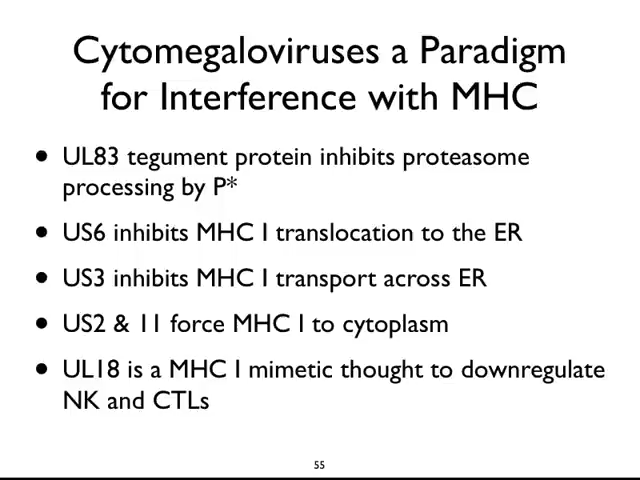 Cytomegaloviruses a Paradigm
for Interference with MHC
• UL83 tegument protein inhibits proteasome
processing by P*
• US6 inhibits MHC I translocation to the ER
• US3 inhibits MHC I transport across ER
• US2 & 11 force MHC I to cytoplasm
• UL18 is a MHC I mimetic thought to downregulate
NK and CTLs
55